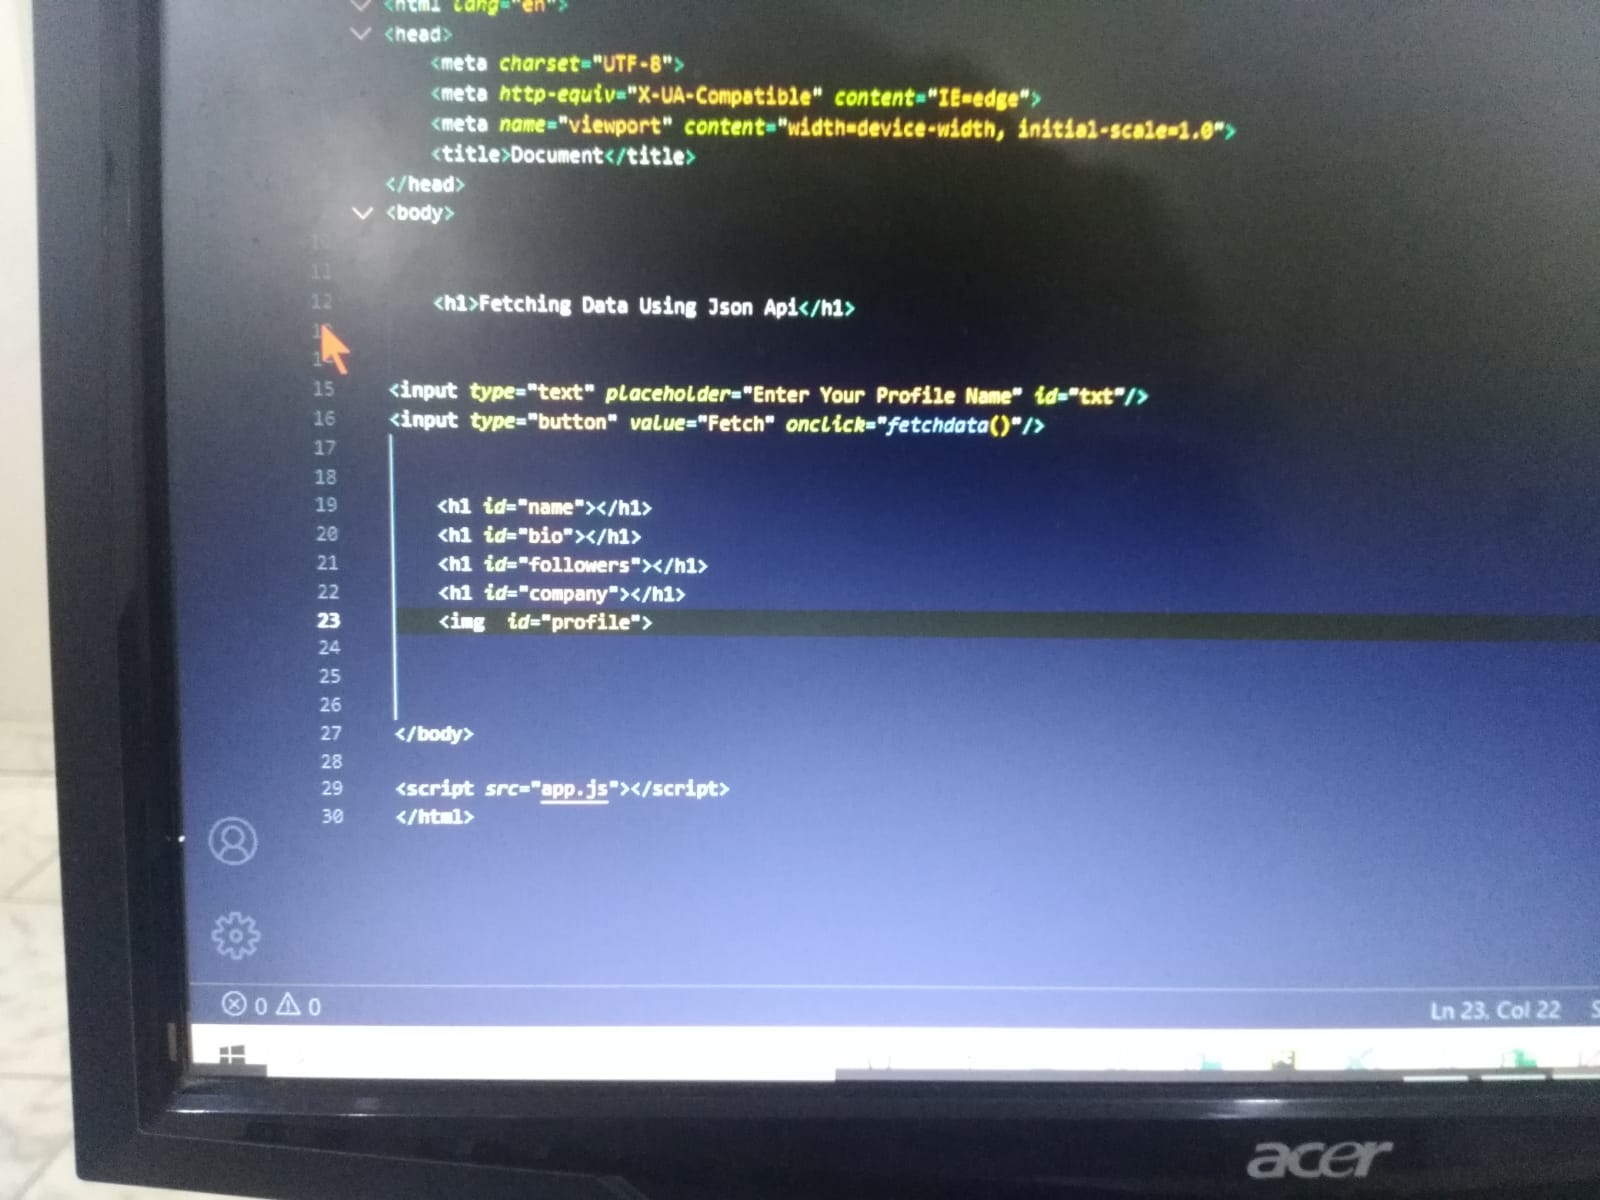 <html lang="en">
<head>
<meta charset="UTF-8">
<meta http-equiv="X-UA-Compatible" content="IE=edge">
<meta name="viewport" content="width=device-width, initial-scale=1.0">
<title>Document</title>
</head>
<body>
10
11
12 <h1>Fetching Data Using Json Api</h1>
15 <input type="text" placeholder="Enter Your Profile Name" id="txt"/>
16 <input type="button" value="Fetch" onclick="fetchdata()"/>
17
18
19 <h1 id="name"></h1>
20 <h1 id="bio"></h1>
21 <h1 id="followers"></h1>
22 <h1 id="company"></h1>
23 <img  id="profile">
24
25
26
27 </body>
28
29 <script src="app.js"></script>
30 </html>
0 0
Ln 23, Col 22
acer